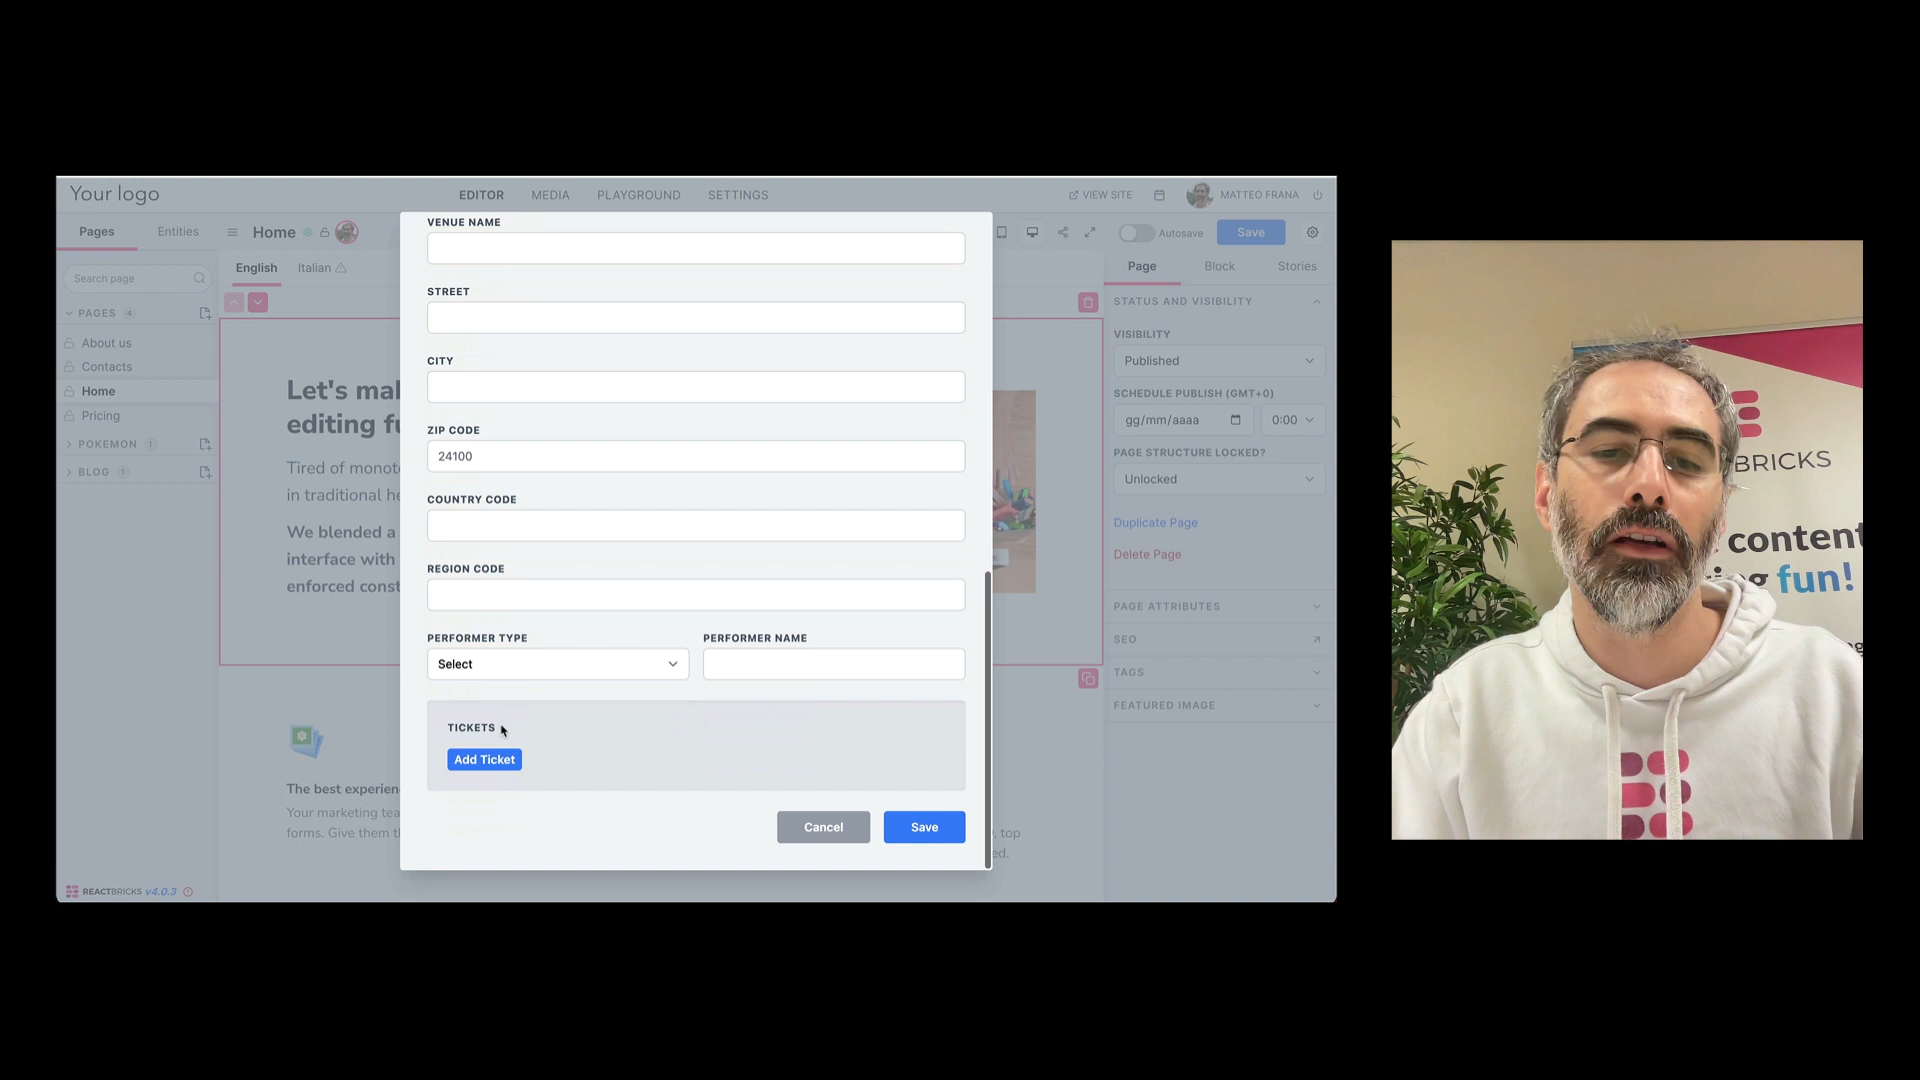 Your logo
EDITOR
MEDIA
PLAYGROUND
SETTINGS
VIEW SITE
MATTEO FRANA
Pages
Entities
Home
Autosave
Save
Search page
PAGES 4
About us
Contacts
Home
Pricing
POKEMON 1
BLOG 1
REACTBRICKS v4.0.3
English
Italian
Let's mal
editing fu
Tired of monot
in traditional he
We blended a
interface with
enforced const
The best experien
Your marketing tea
forms. Give them t
, top
ed.
VENUE NAME
STREET
CITY
ZIP CODE
24100
COUNTRY CODE
REGION CODE
PERFORMER TYPE
PERFORMER NAME
Select
TICKETS
Add Ticket
Cancel
Save
Page
Block
Stories
STATUS AND VISIBILITY
VISIBILITY
Published
SCHEDULE PUBLISH (GMT+0)
gg/mm/aaaa
0:00
PAGE STRUCTURE LOCKED?
Unlocked
Duplicate Page
Delete Page
PAGE ATTRIBUTES
SEO
TAGS
FEATURED IMAGE
BRICKS
content
fun!